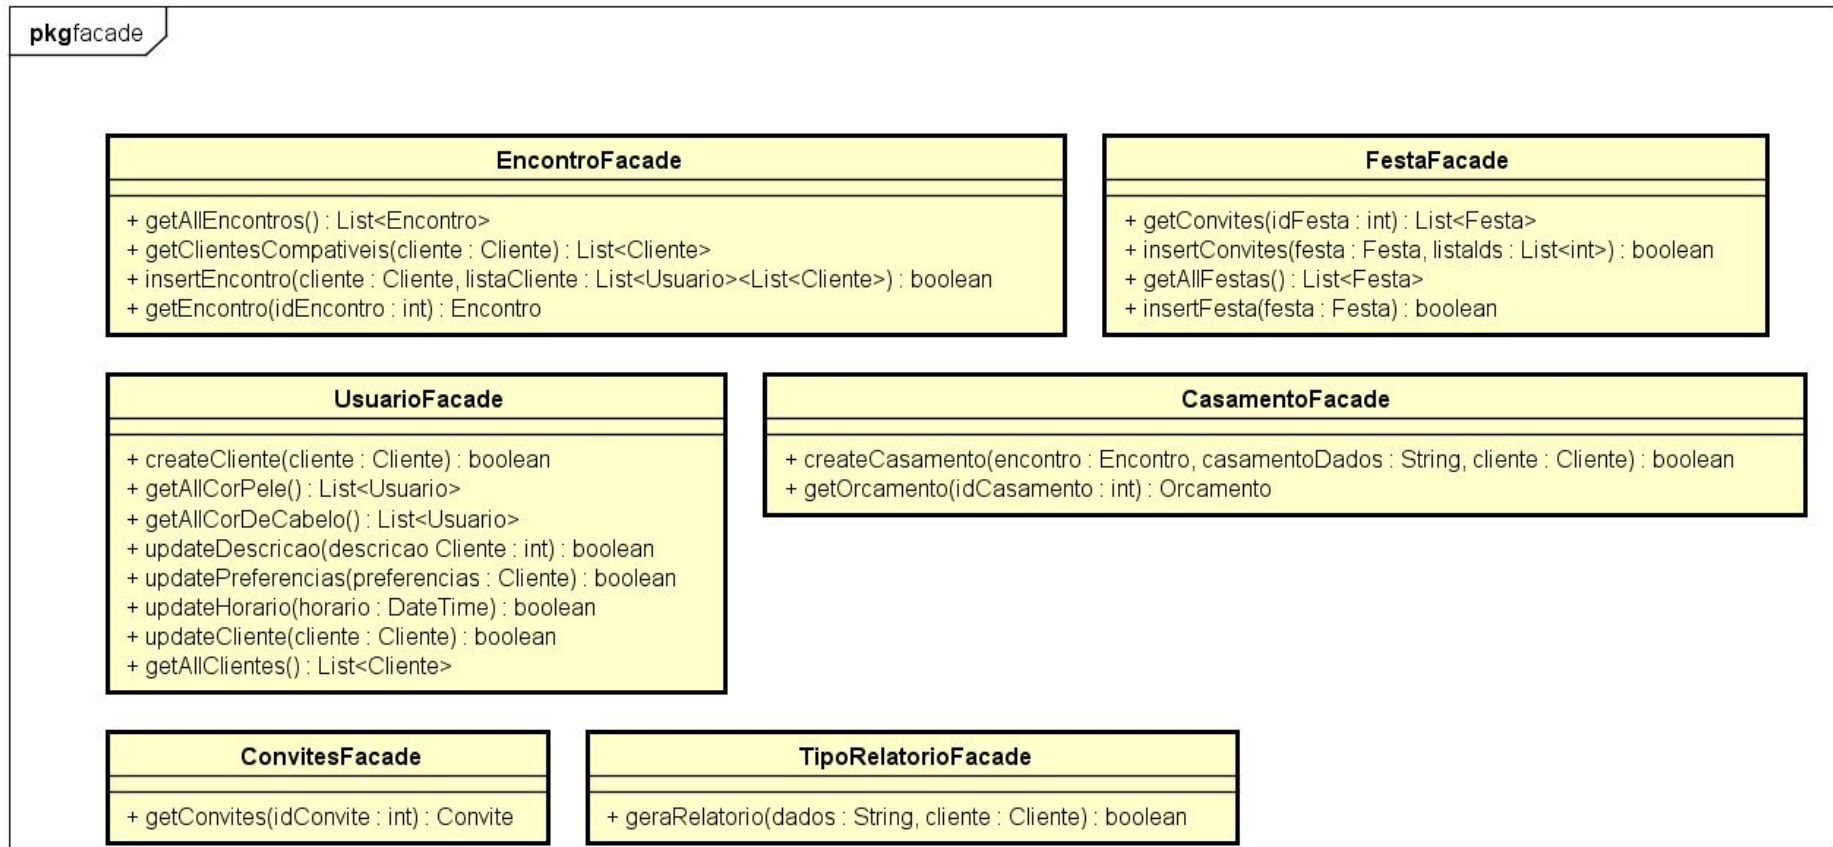 pkgfacade
EncontroFacade
+ getAllEncontros() : List<Encontro>
+ getClientesCompativeis(cliente : Cliente) : List<Cliente>
+ insertEncontro(cliente : Cliente, listaCliente : List<Usuario><List<Cliente>) : boolean
+ getEncontro(idEncontro : int) : Encontro
FestaFacade
+ getConvites(idFesta : int) : List<Festa>
+ insertConvites(festa : Festa, listaIds : List<int>) : boolean
+ getAllFestas() : List<Festa>
+ insertFesta(festa : Festa) : boolean
UsuarioFacade
+ createCliente(cliente : Cliente) : boolean
+ getAllCorPele() : List<Usuario>
+ getAllCorDeCabelo() : List<Usuario>
+ updateDescricao(descricao Cliente : int) : boolean
+ updatePreferencias(preferencias : Cliente) : boolean
+ updateHorario(horario : DateTime) : boolean
+ updateCliente(cliente : Cliente) : boolean
+ getAllClientes() : List<Cliente>
CasamentoFacade
+ createCasamento(encontro : Encontro, casamentoDados : String, cliente : Cliente) : boolean
+ getOrcamento(idCasamento : int) : Orcamento
ConvitesFacade
+ getConvites(idConvite : int) : Convite
TipoRelatorioFacade
+ geraRelatorio(dados : String, cliente : Cliente) : boolean